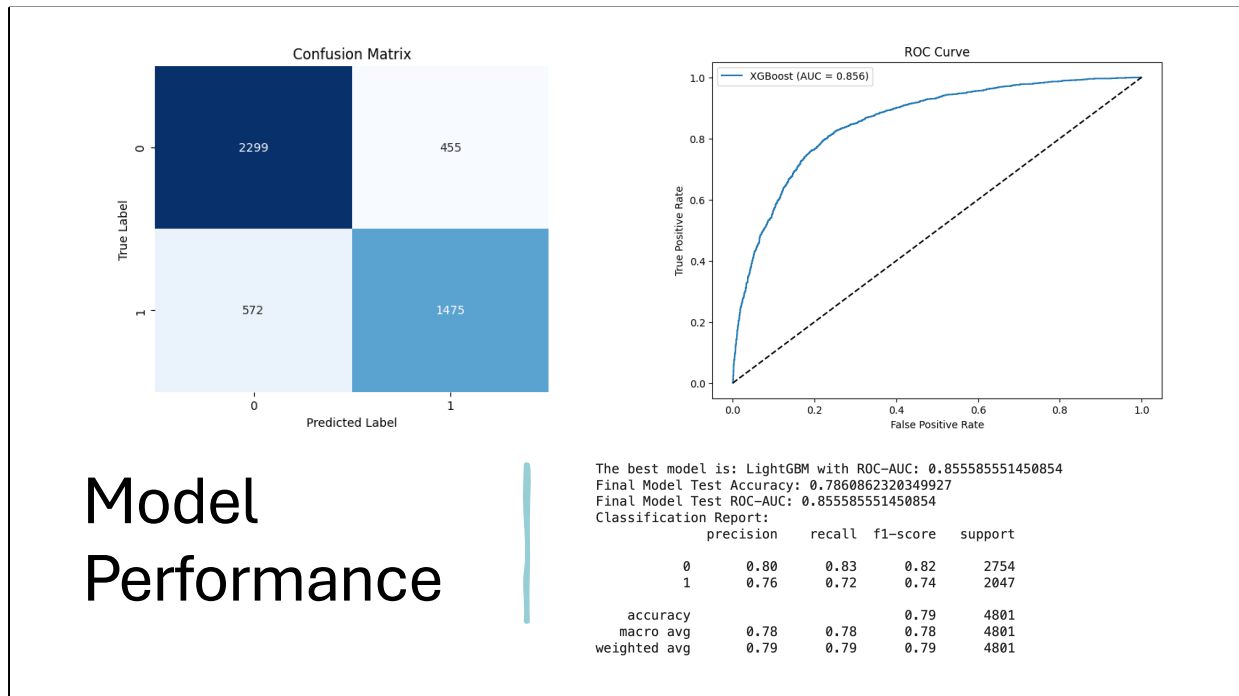 Confusion Matrix
True Label
0
2299
455
1
572
1475
0 1
Predicted Label
ROC Curve
XGBoost (AUC = 0.856)
True Positive Rate
1.0
0.8
0.6
0.4
0.2
0.0
0.0 0.2 0.4 0.6 0.8 1.0
False Positive Rate
Model
Performance
The best model is: LightGBM with ROC-AUC: 0.855585551450854
Final Model Test Accuracy: 0.7860862320349927
Final Model Test ROC-AUC: 0.855585551450854
Classification Report:
precision recall f1-score support
0 0.80 0.83 0.82 2754
1 0.76 0.72 0.74 2047
accuracy 0.79 4801
macro avg 0.78 0.78 0.78 4801
weighted avg 0.79 0.79 0.79 4801